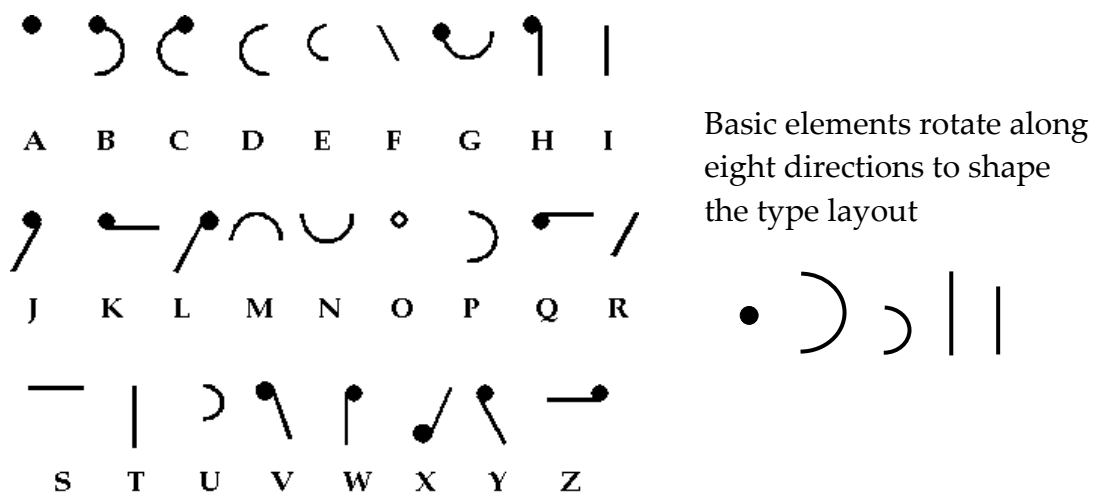 A B C D E F G H I
Basic elements rotate along
eight directions to shape
the type layout
J K L M N O P Q R
S T U V W X Y Z